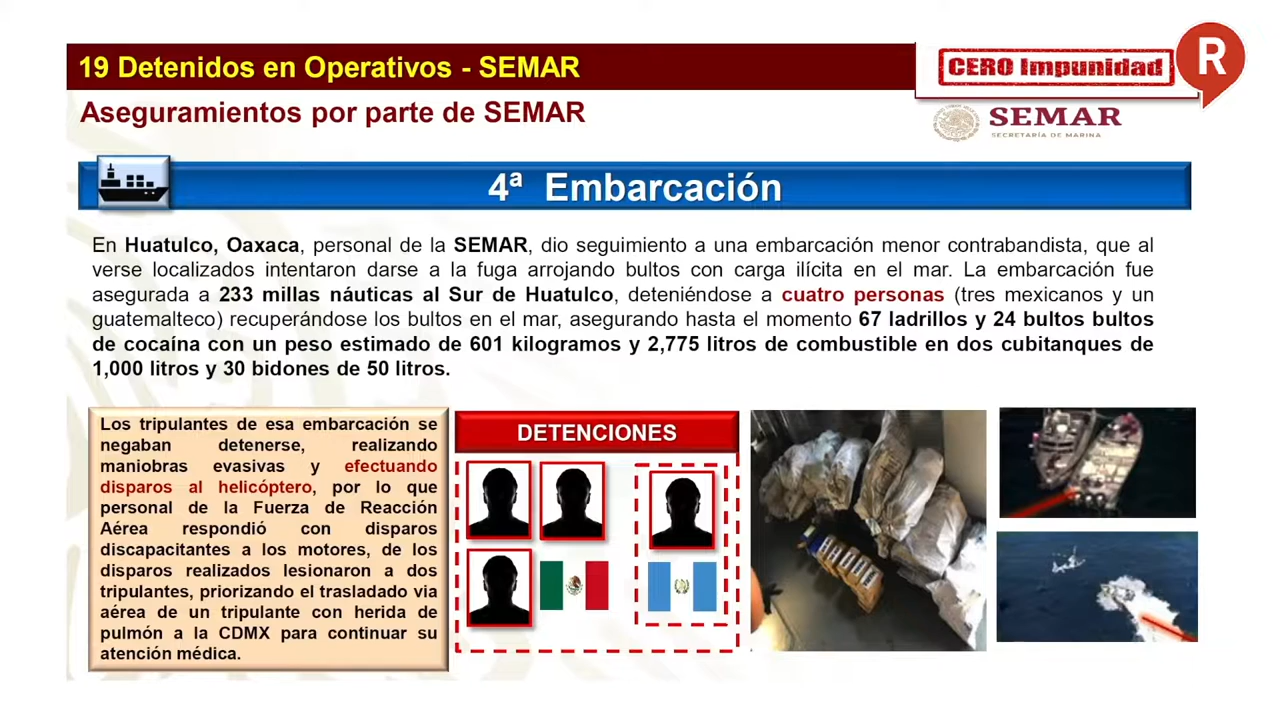 19 Detenidos en Operativos - SEMAR
CERO Impunidad
R
Aseguramientos por parte de SEMAR
SEMAR
SECRETARÍA DE MARINA
4ª Embarcación
En Huatulco, Oaxaca, personal de la SEMAR, dio seguimiento a una embarcación menor contrabandista, que al
verse localizados intentaron darse a la fuga arrojando bultos con carga ilícita en el mar. La embarcación fue
asegurada a 233 millas náuticas al Sur de Huatulco, deteniéndose a cuatro personas (tres mexicanos y un
guatemalteco) recuperándose los bultos en el mar, asegurando hasta el momento 67 ladrillos y 24 bultos bultos
de cocaína con un peso estimado de 601 kilogramos y 2,775 litros de combustible en dos cubitanques de
1,000 litros y 30 bidones de 50 litros.
Los tripulantes de esa embarcación se
negaban detenerse, realizando
maniobras evasivas y efectuando
disparos al helicóptero, por lo que
personal de la Fuerza de Reacción
Aérea respondió con disparos
discapacitantes a los motores, de los
disparos realizados lesionaron a dos
tripulantes, priorizando el trasladado via
aérea de un tripulante con herida de
pulmón a la CDMX para continuar su
atención médica.
DETENCIONES